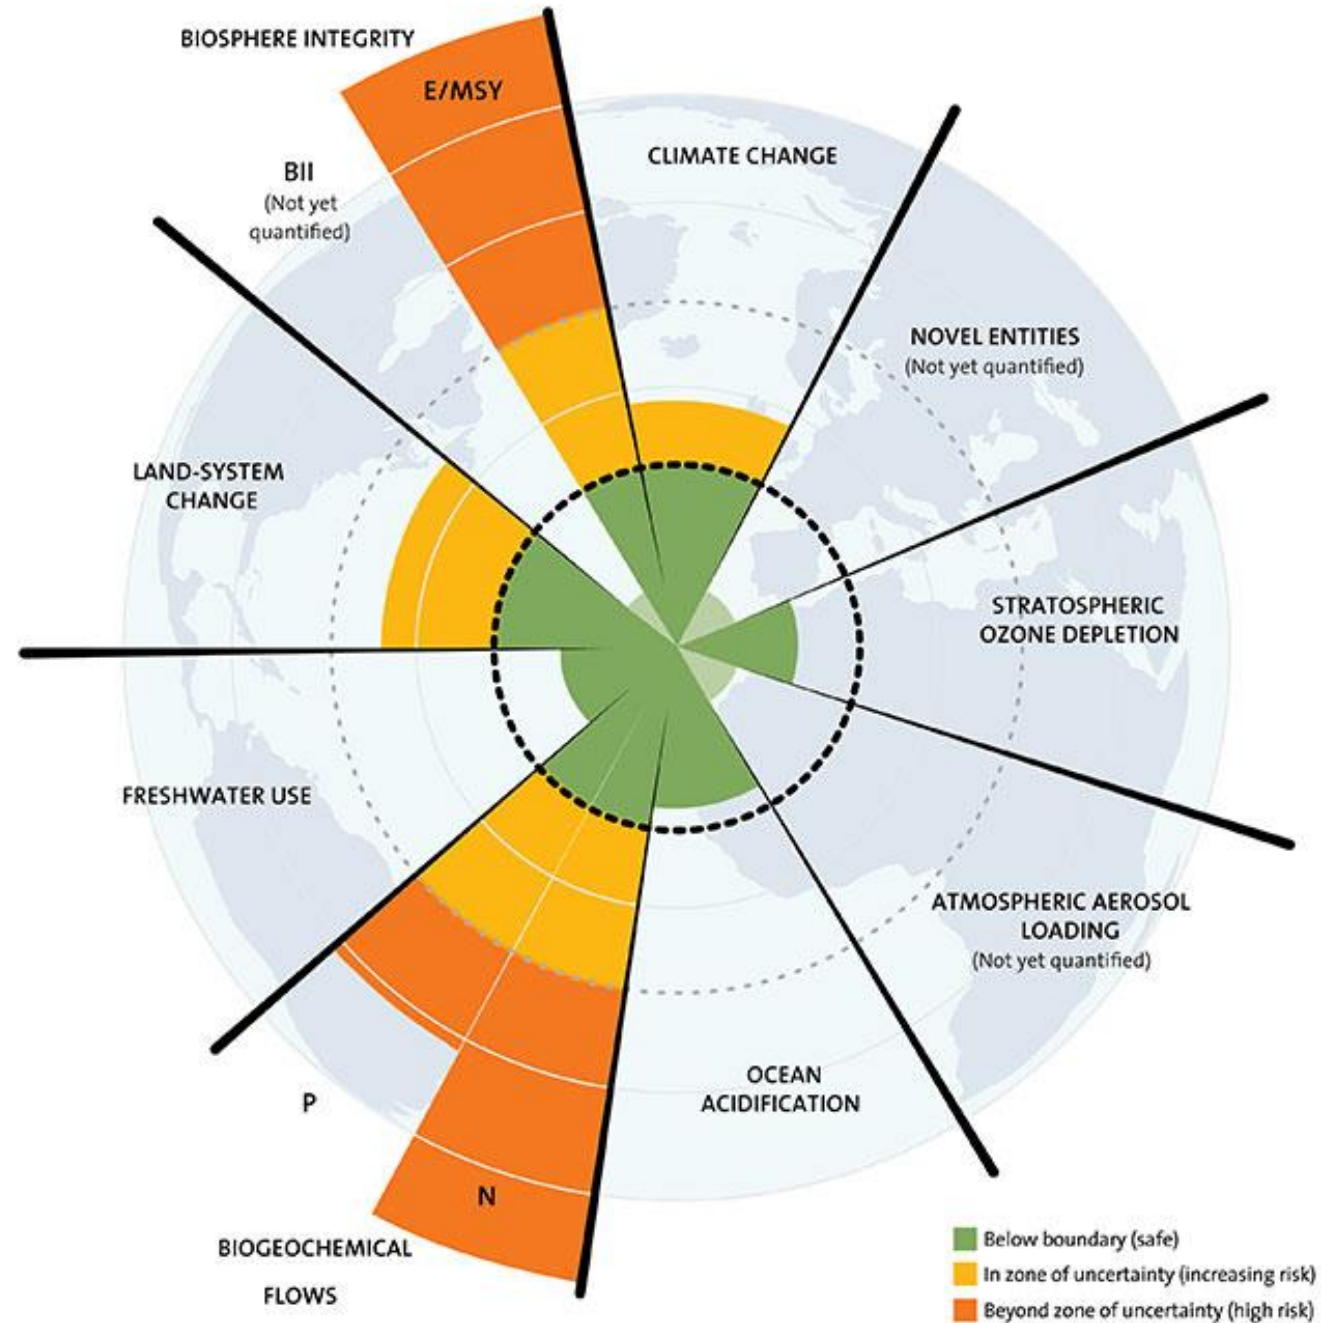 BIOSPHERE INTEGRITY
E/MSY
BII
(Not yet
quantified)
CLIMATE CHANGE
NOVEL ENTITIES
(Not yet quantified)
STRATOSPHERIC
OZONE DEPLETION
ATMOSPHERIC AEROSOL
LOADING
(Not yet quantified)
OCEAN
ACIDIFICATION
N
P
BIOGEOCHEMICAL
FLOWS
FRESHWATER USE
LAND-SYSTEM
CHANGE
Below boundary (safe)
In zone of uncertainty (increasing risk)
Beyond zone of uncertainty (high risk)